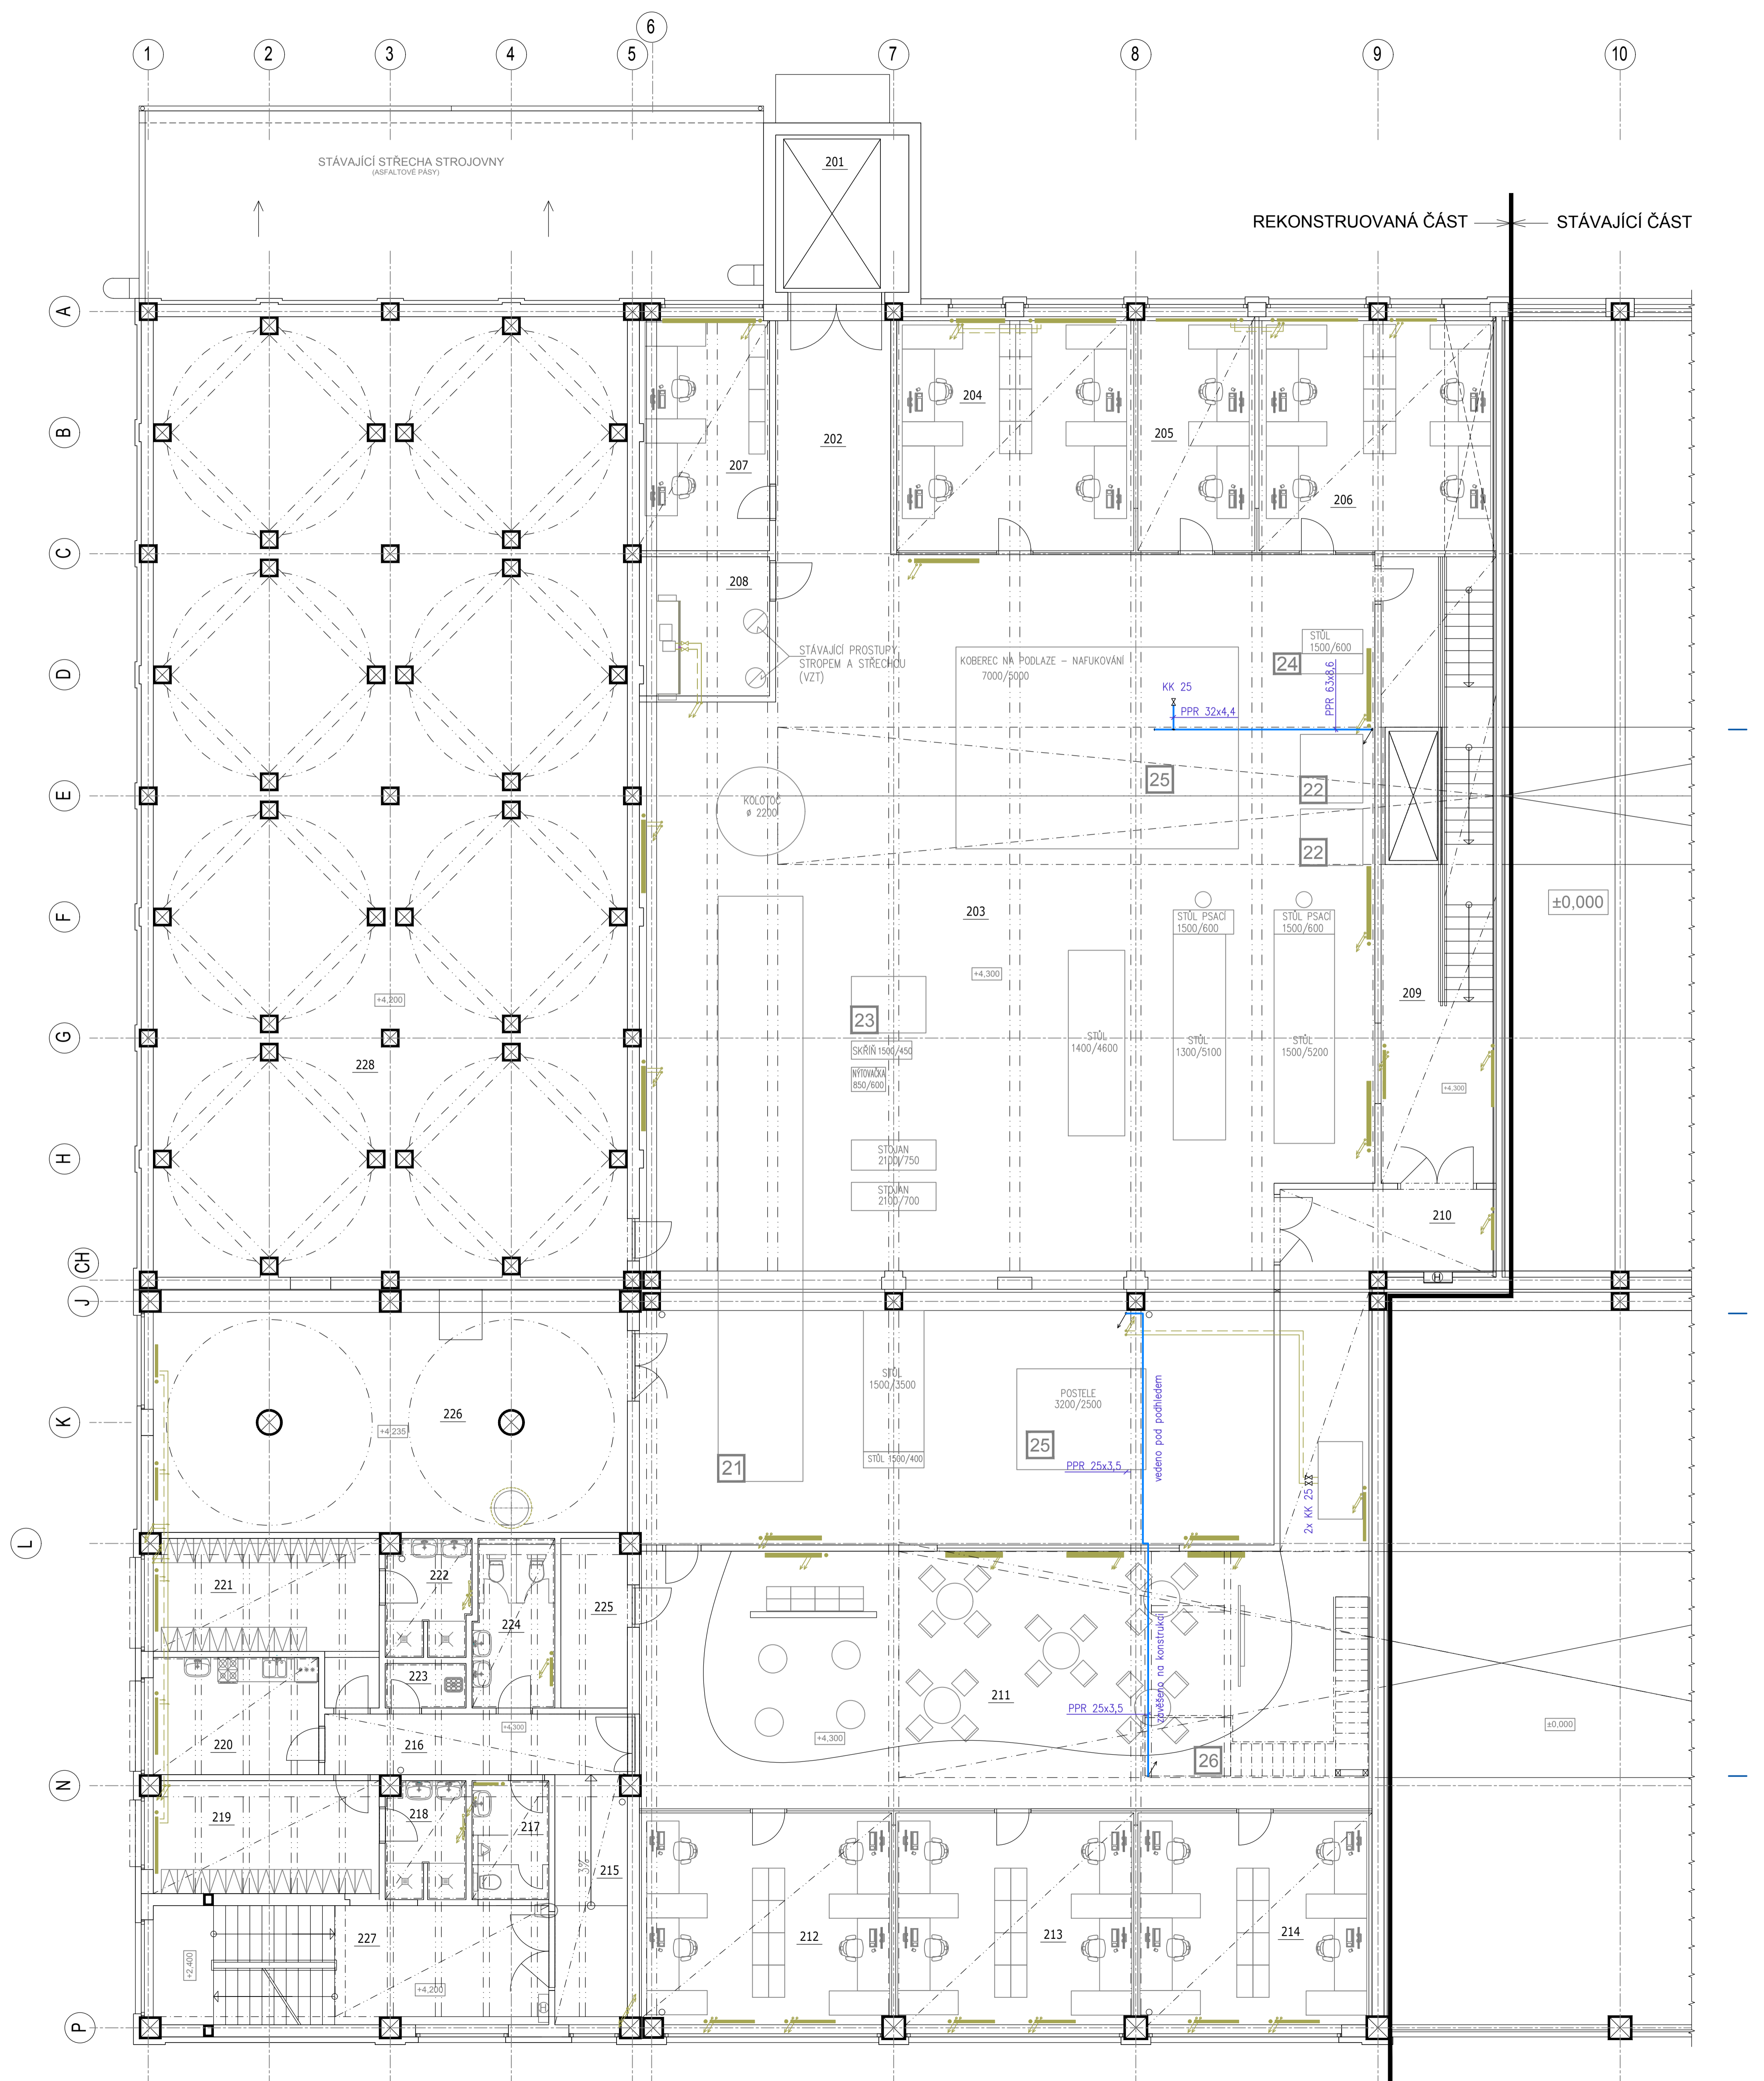 6
1
2
3
4
5
7
8
9
10
STÁVAJÍCÍ STŘECHA STROJOVNY
(ASFALTOVÉ PÁSY)
201
REKONSTRUOVANÁ ČÁST
STÁVAJÍCÍ ČÁST
A
B
C
D
E
F
G
H
CH
J
K
L
N
P
204
202
205
207
206
208
STÁVAJÍCÍ PROSTUPY
STROPEM A STŘECHOU
(VZT)
KOBEREC NA PODLAZE – NAFUKOVÁNÍ
7000/5000
STŮL
1500/600
24
KK 25
PPR 32x4,4
PPR 63x8,6
25
22
22
KOLOTOČ
ø 2200
203
STŮL PSACÍ
1500/600
STŮL PSACÍ
1500/600
±0,000
+4,300
+4,200
209
23
SKŘÍŇ 1500/450
NÝTOVAČKA
850/600
STŮL
1400/4600
STŮL
1300/5100
STŮL
1500/5200
228
+4,300
STOJAN
2100/750
STOJAN
2100/700
210
H
STŮL
1500/3500
POSTELE
3200/2500
vedeno pod podhledem
226
+4,235
25
21
STŮL 1500/400
PPR 25x3,5
2x KK 25
221
222
225
224
223
211
PPR 25x3,5
zavěšeno na konstrukci
+4,300
+4,300
±0,000
220
216
26
219
218
217
215
3%
212
213
214
227
+2,400
+4,200
H